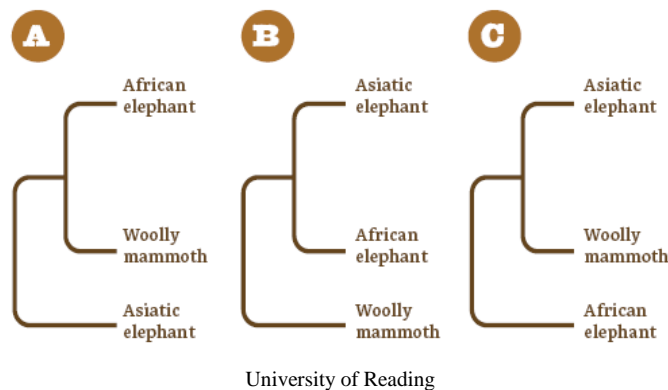 A
African
elephant
Woolly
mammoth
Asiatic
elephant
B
Asiatic
elephant
African
elephant
Woolly
mammoth
C
Asiatic
elephant
Woolly
mammoth
African
elephant
University of Reading